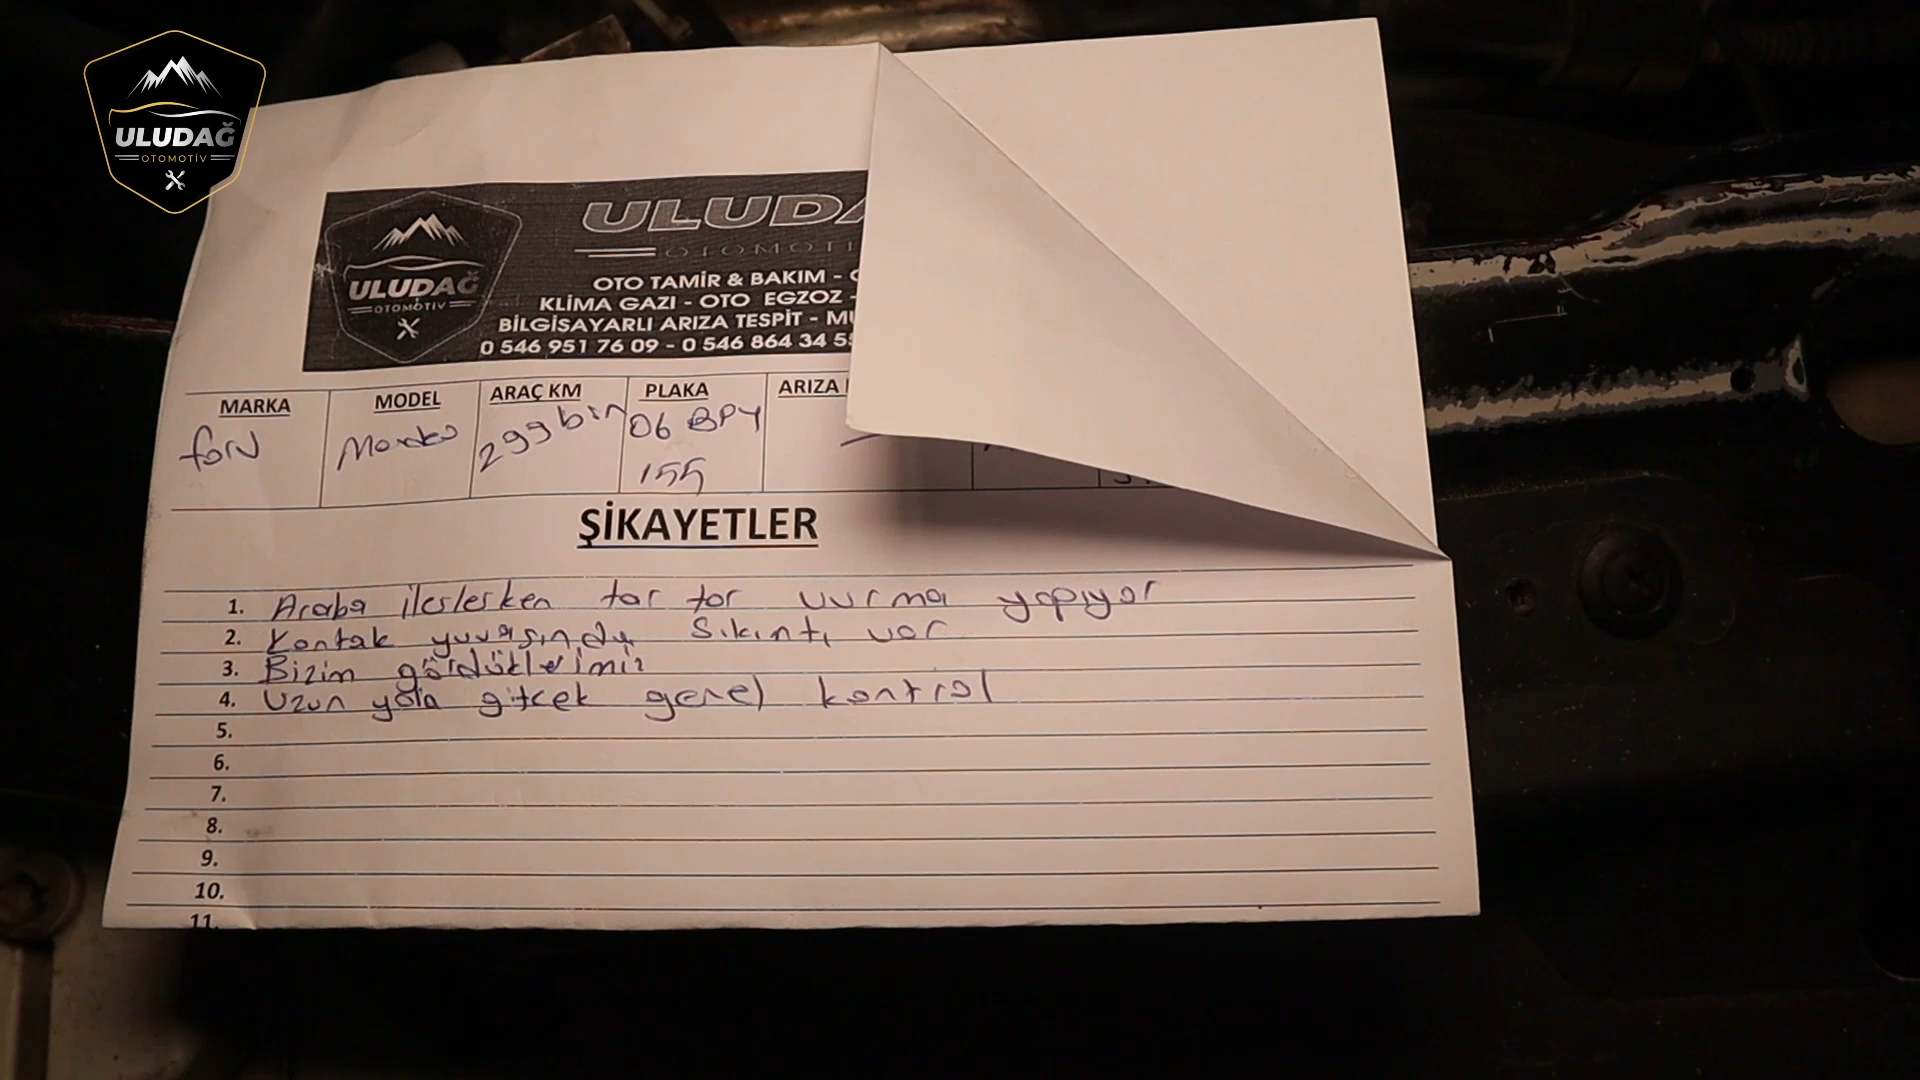 ULUDAĞ
OTOMOTİV
ULUDAĞ
OTOMOTİV
ULUDA
OTOMOTİ
OTO TAMİR & BAKIM -
KLİMA GAZI - OTO EGZOZ -
BİLGİSAYARLI ARIZA TESPİT - MU
0 546 951 76 09 - 0 546 864 34 5
MARKA MODEL ARAÇ KM PLAKA ARIZA
forD Mondeo 299 bin 06 BPY
155
ŞİKAYETLER
1. Araba ilerlerken tar tar vurma yapıyor
2. Kontak yuvasında Sıkıntı var
3. Bizim gördüklerimiz
4. Uzun yola gitcek genel kontrol
5.
6.
7.
8.
9.
10.
11.